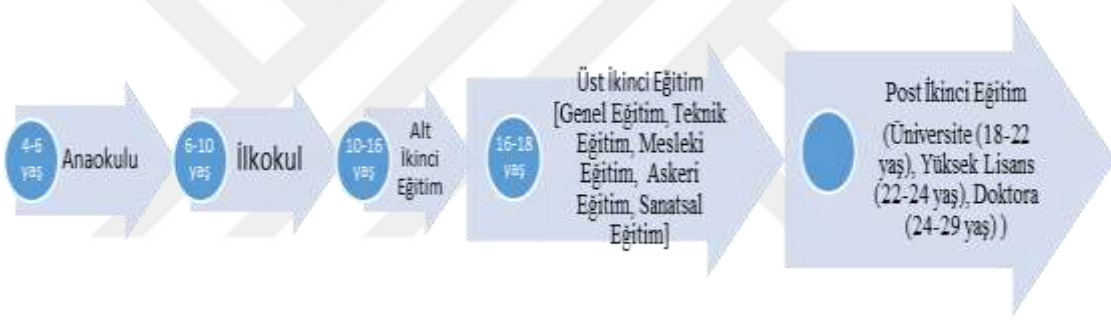 4-6
yaş
Anaokulu
6-10
yaş
İlkokul
10-16
yaş
Alt
İkinci
Eğitim
16-18
yaş
Üst İkinci Eğitim
[Genel Eğitim, Teknik
Eğitim, Mesleki
Eğitim, Askeri
Eğitim, Sanatsal
Eğitim]
Post İkinci Eğitim
(Üniversite (18-22
yaş), Yüksek Lisans
(22-24 yaş), Doktora
(24-29 yaş) )